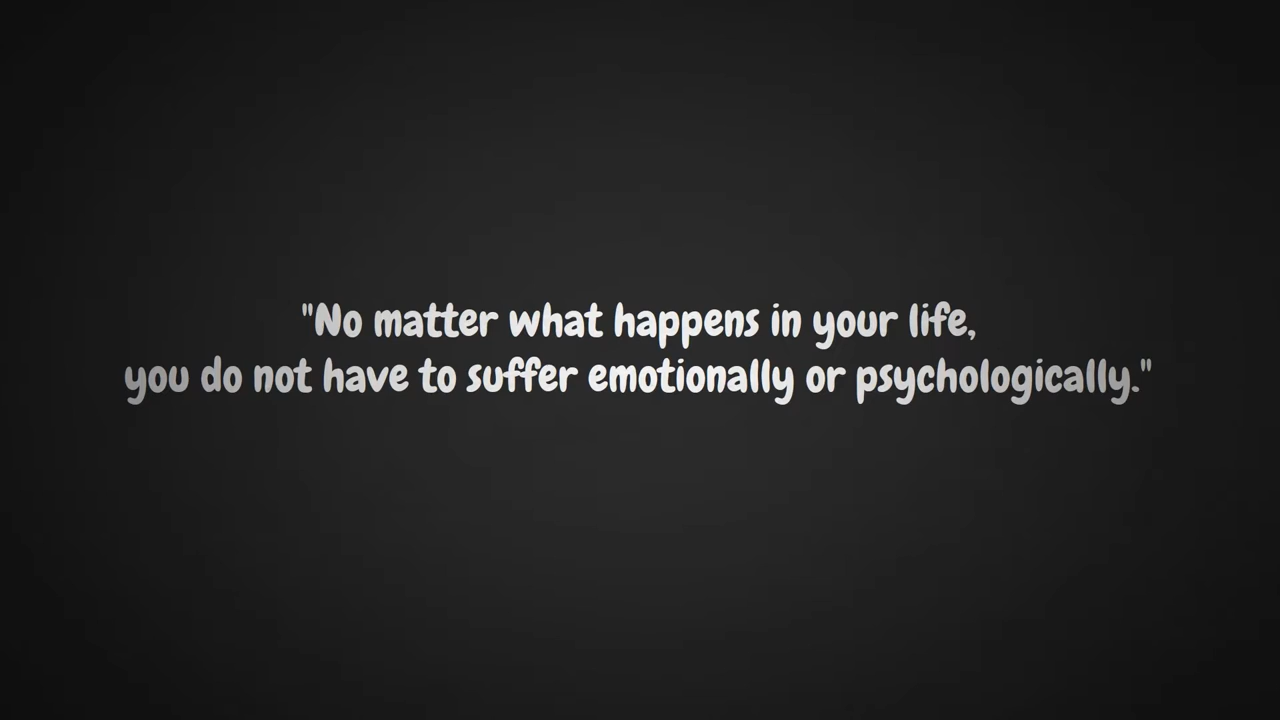 "No matter what happens in your life,
you do not have to suffer emotionally or psychologically."